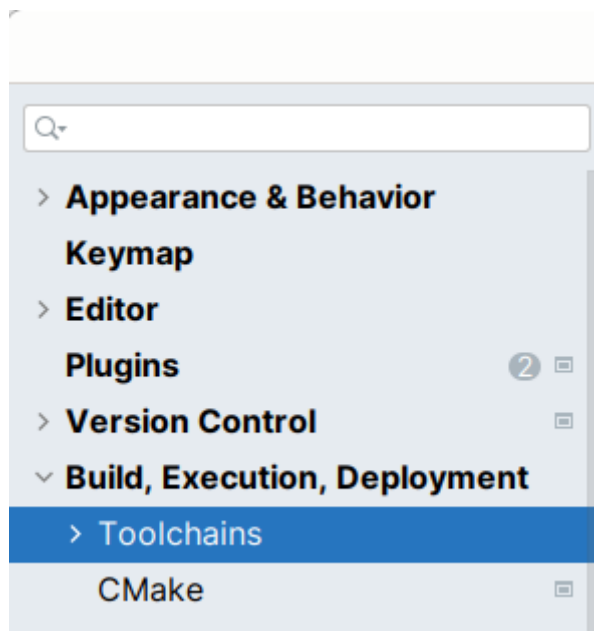 Appearance & Behavior
Keymap
Editor
Plugins 2
Version Control
Build, Execution, Deployment
Toolchains
CMake